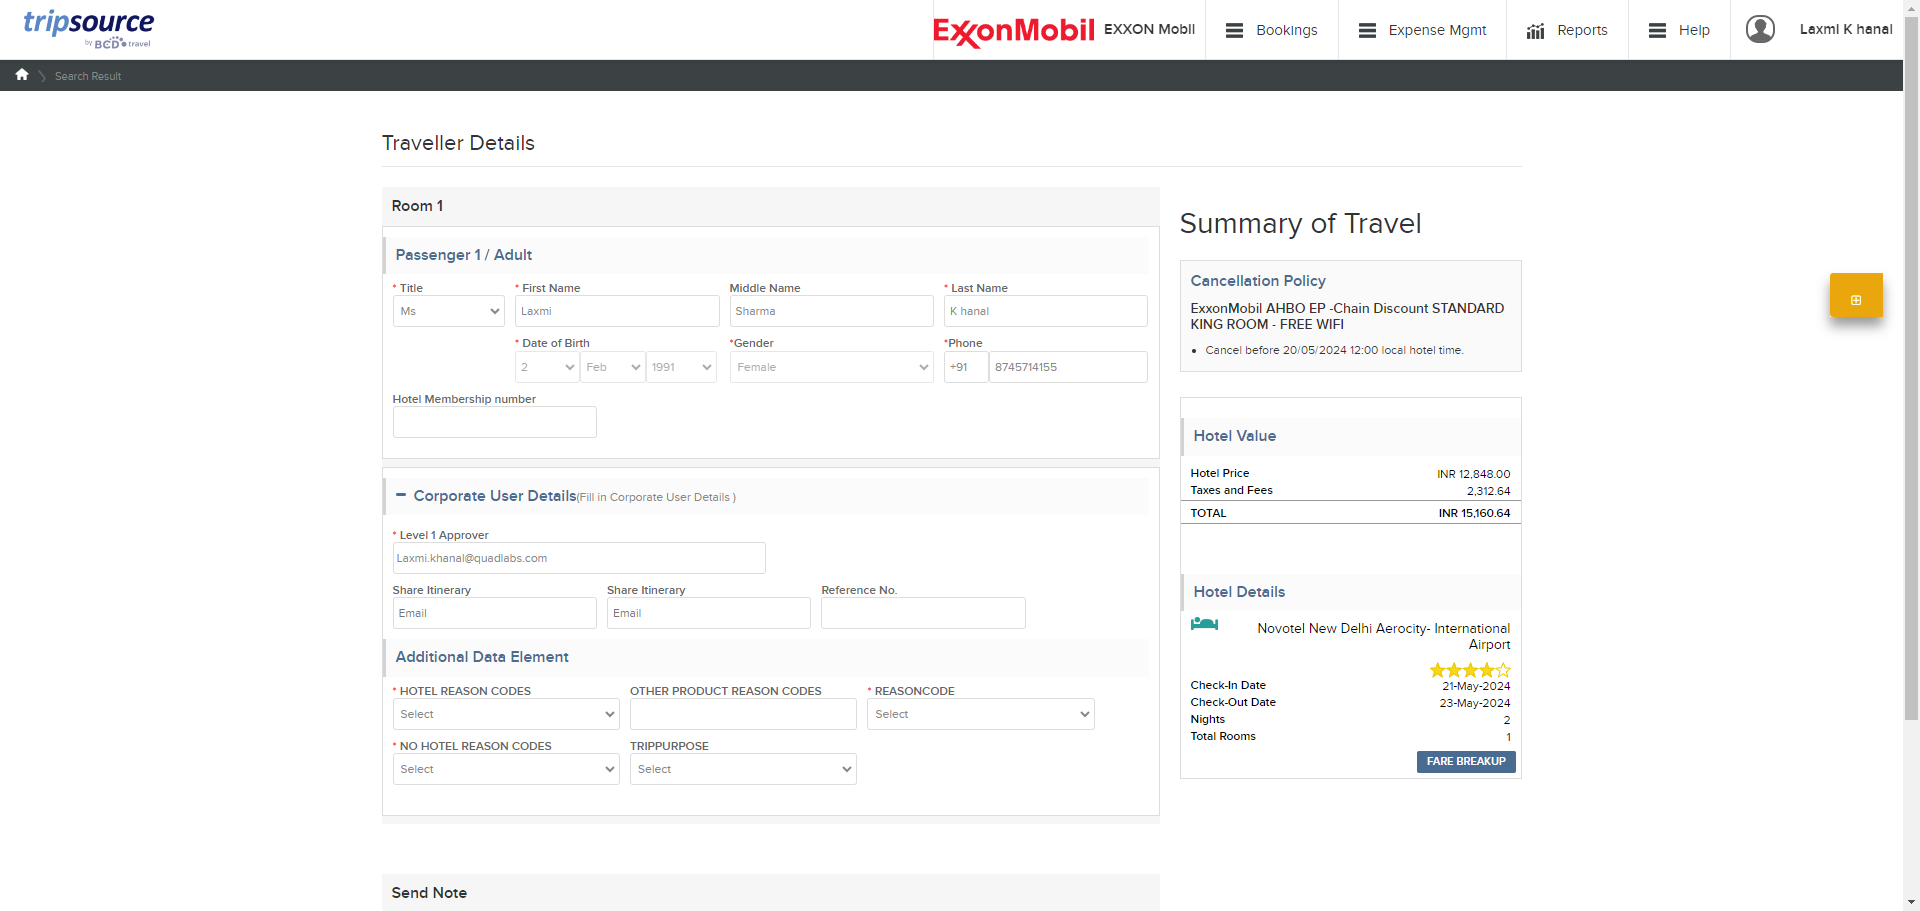 tripsource
by BCD travel
ExxonMobil
EXXON Mobil
Bookings
Expense Mgmt
Reports
Help
Laxmi K hanal
Search Result
Traveller Details
Room 1
Passenger 1 / Adult
* Title
* First Name
Middle Name
* Last Name
Ms
Laxmi
Sharma
K hanal
* Date of Birth
*Gender
*Phone
2
Feb
1991
Female
+91
8745714155
Hotel Membership number
Corporate User Details(Fill in Corporate User Details )
* Level 1 Approver
Laxmi.khanal@quadlabs.com
Share Itinerary
Share Itinerary
Reference No.
Email
Email
Additional Data Element
* HOTEL REASON CODES
OTHER PRODUCT REASON CODES
* REASONCODE
Select
Select
* NO HOTEL REASON CODES
TRIPPURPOSE
Select
Select
Send Note
Summary of Travel
Cancellation Policy
ExxonMobil AHBO EP -Chain Discount STANDARD
KING ROOM - FREE WIFI
• Cancel before 20/05/2024 12:00 local hotel time.
Hotel Value
Hotel Price INR 12,848.00
Taxes and Fees 2,312.64
TOTAL INR 15,160.64
Hotel Details
Novotel New Delhi Aerocity- International
Airport
Check-In Date 21-May-2024
Check-Out Date 23-May-2024
Nights 2
Total Rooms 1
FARE BREAKUP